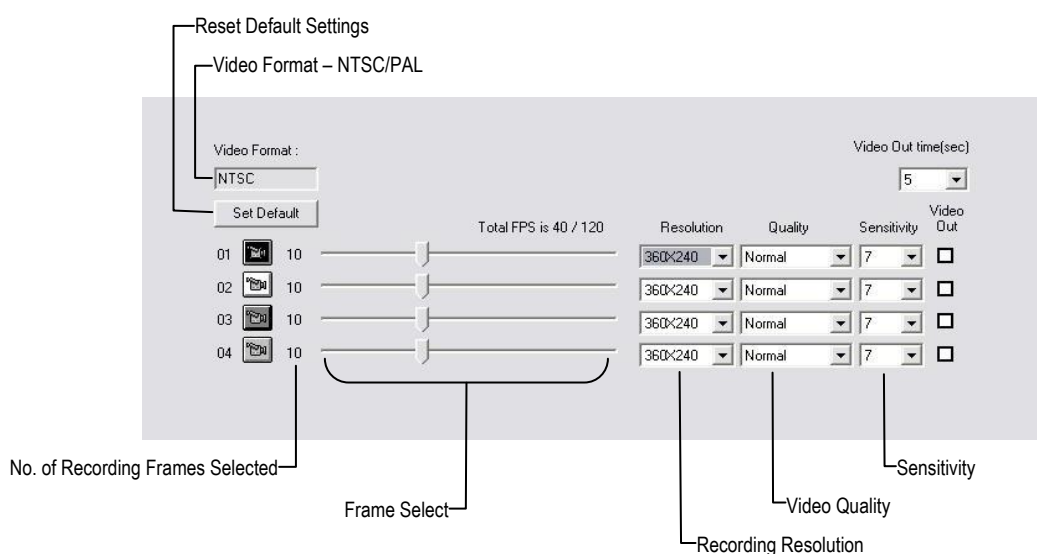 Reset Default Settings
Video Format – NTSC/PAL
Video Format :
Video Out time(sec)
NTSC
5
Set Default
Total FPS is 40 / 120
Resolution
Quality
Sensitivity
Video Out
01 10 360X240 Normal 7
02 10 360X240 Normal 7
03 10 360X240 Normal 7
04 10 360X240 Normal 7
No. of Recording Frames Selected
Sensitivity
Frame Select
Video Quality
Recording Resolution